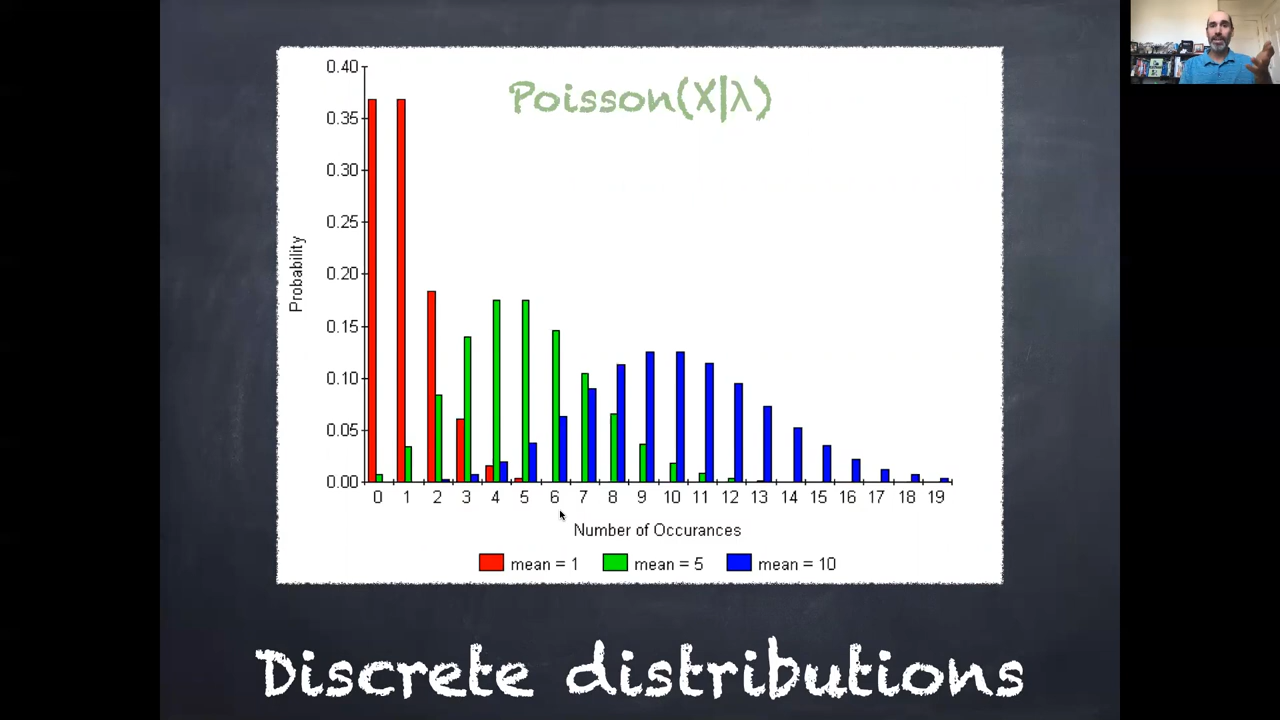 Poisson(X|λ)
0.40
0.35
0.30
0.25
0.20
0.15
0.10
0.05
0.00
Probability
0 1 2 3 4 5 6 7 8 9 10 11 12 13 14 15 16 17 18 19
Number of Occurances
mean = 1 mean = 5 mean = 10
Discrete distributions